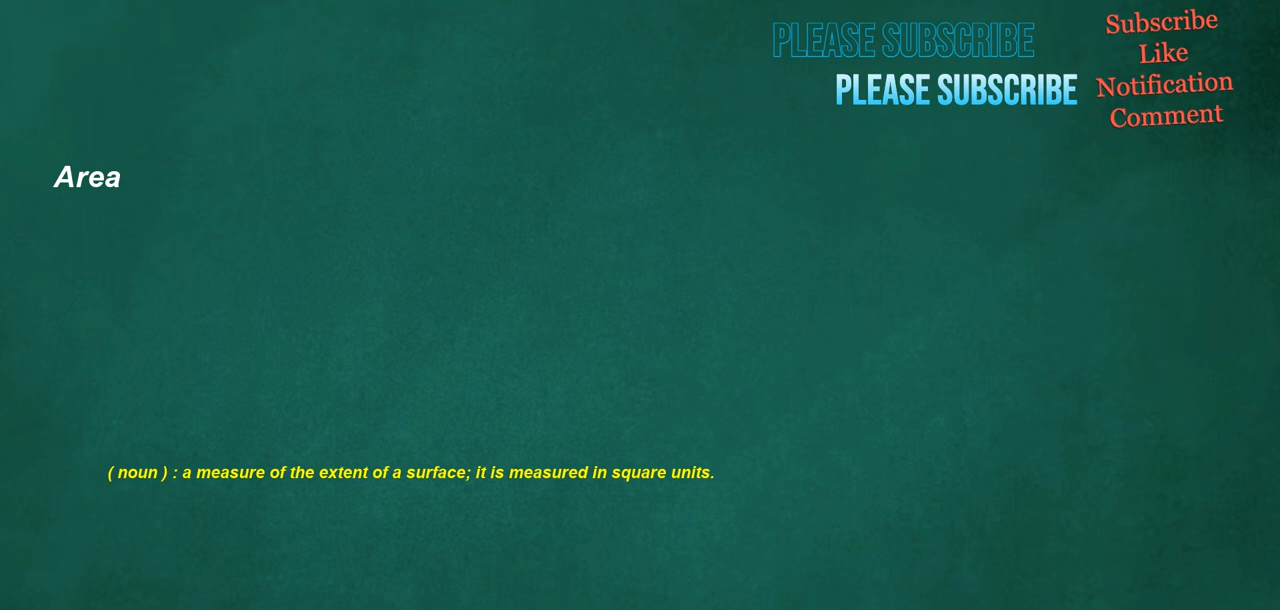 PLEASE SUBSCRIBE
PLEASE SUBSCRIBE
Subscribe
Like
Notification
Comment
Area
( noun ) : a measure of the extent of a surface; it is measured in square units.